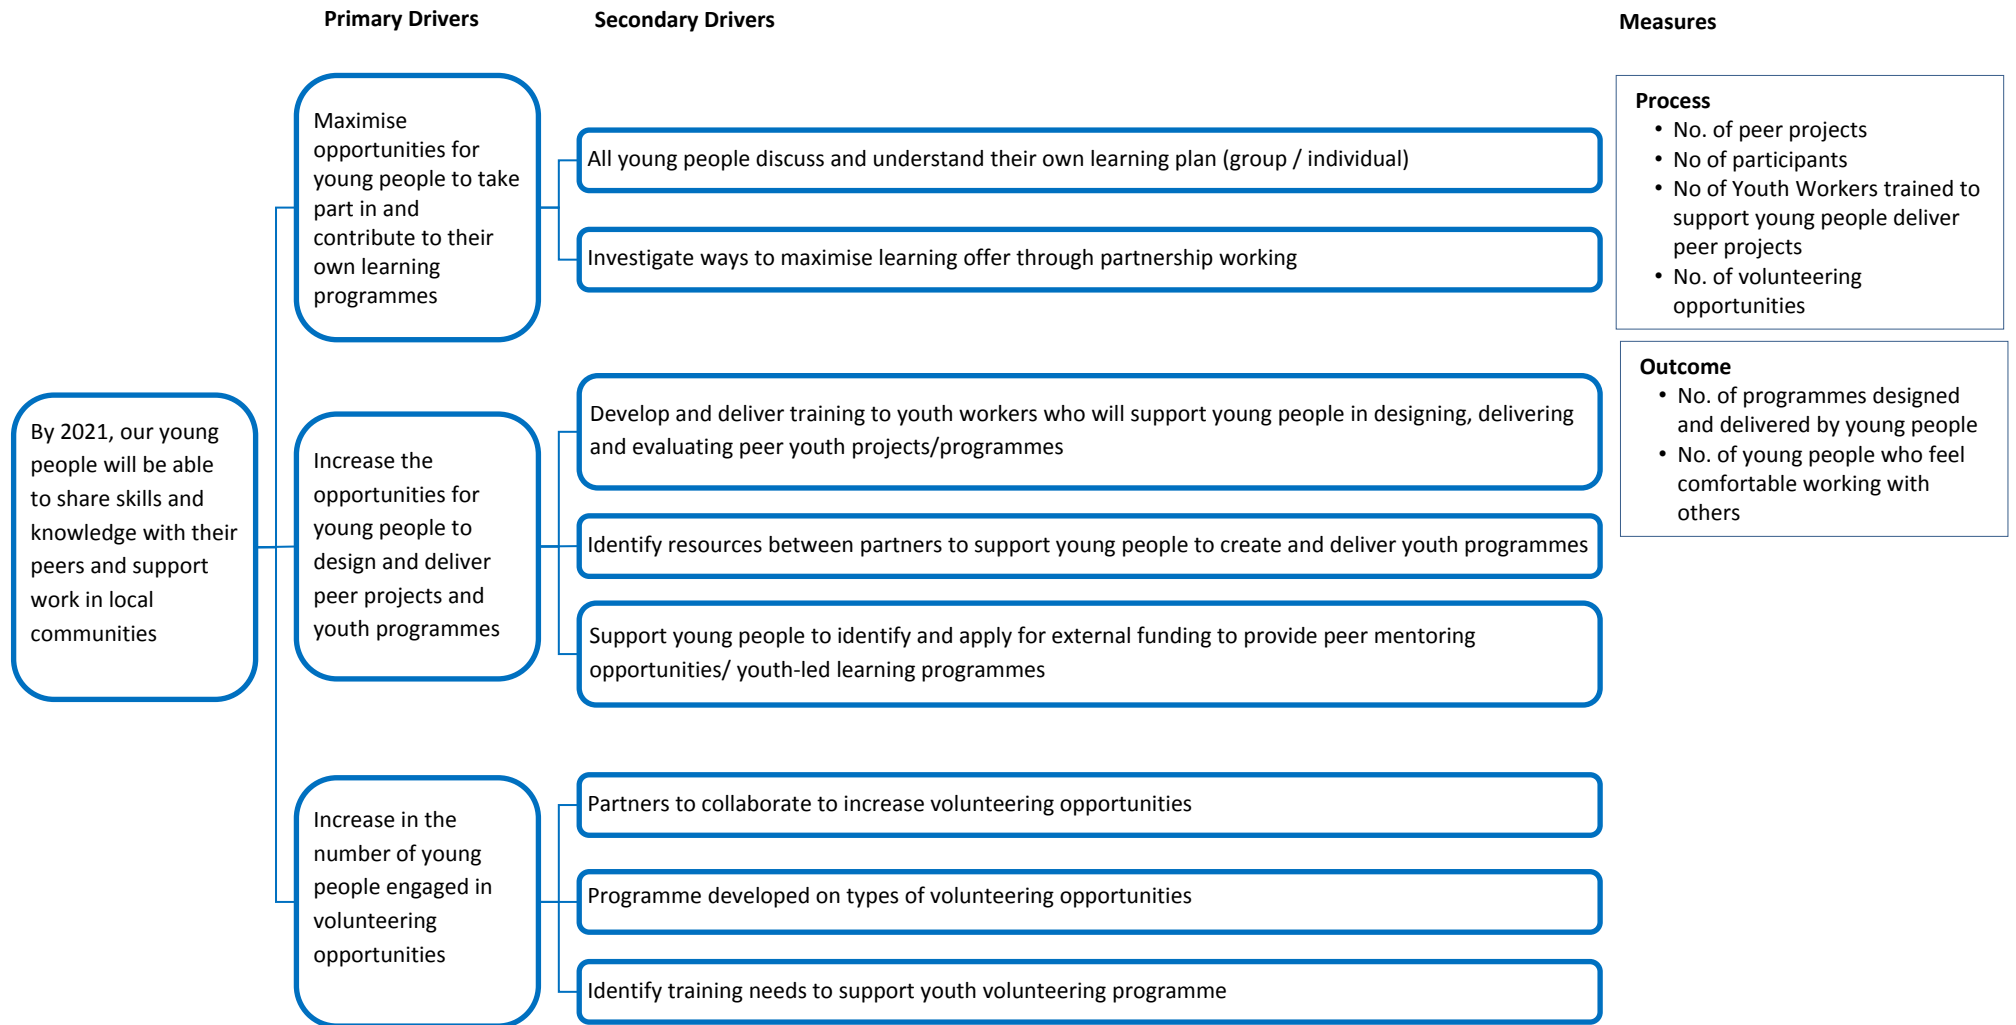 Primary Drivers
Secondary Drivers
Measures
By 2021, our young
people will be able
to share skills and
knowledge with their
peers and support
work in local
communities
Maximise
opportunities for
young people to take
part in and
contribute to their
own learning
programmes
All young people discuss and understand their own learning plan (group / individual)
Investigate ways to maximise learning offer through partnership working
Increase the
opportunities for
young people to
design and deliver
peer projects and
youth programmes
Develop and deliver training to youth workers who will support young people in designing, delivering
and evaluating peer youth projects/programmes
Identify resources between partners to support young people to create and deliver youth programmes
Support young people to identify and apply for external funding to provide peer mentoring
opportunities/ youth-led learning programmes
Increase in the
number of young
people engaged in
volunteering
opportunities
Partners to collaborate to increase volunteering opportunities
Programme developed on types of volunteering opportunities
Identify training needs to support youth volunteering programme
Process
• No. of peer projects
• No of participants
• No of Youth Workers trained to
support young people deliver
peer projects
• No. of volunteering
opportunities
Outcome
• No. of programmes designed
and delivered by young people
• No. of young people who feel
comfortable working with
others